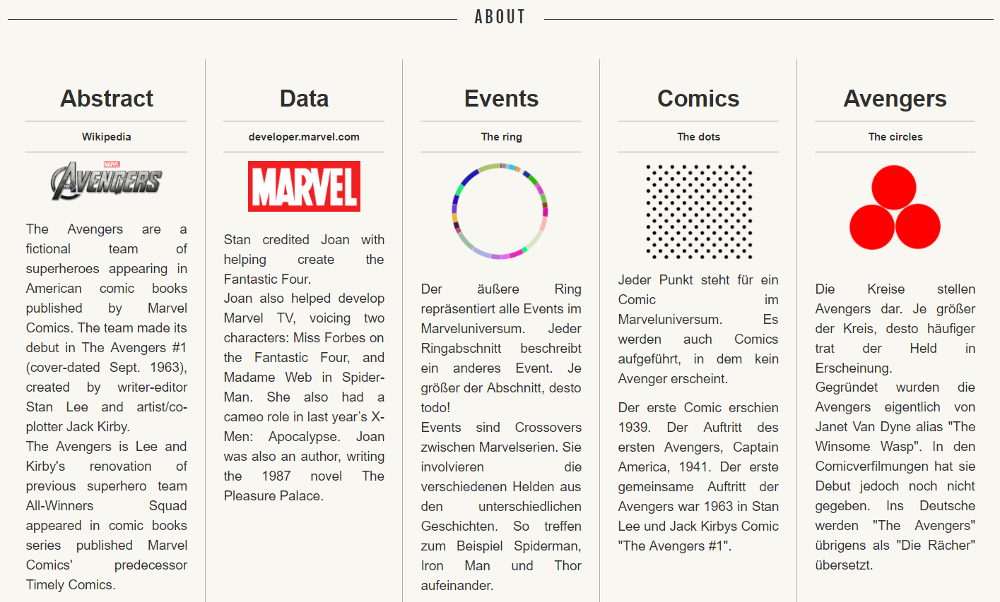 ABOUT
Abstract
Wikipedia
MARVEL
AVENGERS
The Avengers are a
fictional team of
superheroes appearing in
American comic books
published by Marvel
Comics. The team made its
debut in The Avengers #1
(cover-dated Sept. 1963),
created by writer-editor
Stan Lee and artist/co-
plotter Jack Kirby.
The Avengers is Lee and
Kirby's renovation of
previous superhero team
All-Winners Squad
appeared in comic books
series published Marvel
Comics' predecessor
Timely Comics.
Data
developer.marvel.com
MARVEL
Stan credited Joan with
helping create the
Fantastic Four.
Joan also helped develop
Marvel TV, voicing two
characters: Miss Forbes on
the Fantastic Four, and
Madame Web in Spider-
Man. She also had a
cameo role in last year’s X-
Men: Apocalypse. Joan
was also an author, writing
the 1987 novel The
Pleasure Palace.
Events
The ring
Der äußere Ring
repräsentiert alle Events im
Marveluniversum. Jeder
Ringabschnitt beschreibt
ein anderes Event. Je
größer der Abschnitt, desto
todo!
Events sind Crossovers
zwischen Marvelserien. Sie
involvieren die
verschiedenen Helden aus
den unterschiedlichen
Geschichten. So treffen
zum Beispiel Spiderman,
Iron Man und Thor
aufeinander.
Comics
The dots
Jeder Punkt steht für ein
Comic im
Marveluniversum. Es
werden auch Comics
aufgeführt, in dem kein
Avenger erscheint.
Der erste Comic erschien
1939. Der Auftritt des
ersten Avengers, Captain
America, 1941. Der erste
gemeinsame Auftritt der
Avengers war 1963 in Stan
Lee und Jack Kirbys Comic
"The Avengers #1".
Avengers
The circles
Die Kreise stellen
Avengers dar. Je größer
der Kreis, desto häufiger
trat der Held in
Erscheinung.
Gegründet wurden die
Avengers eigentlich von
Janet Van Dyne alias "The
Winsome Wasp". In den
Comicverfilmungen hat sie
Debut jedoch noch nicht
gegeben. Ins Deutsche
werden "The Avengers"
übrigens als "Die Rächer"
übersetzt.